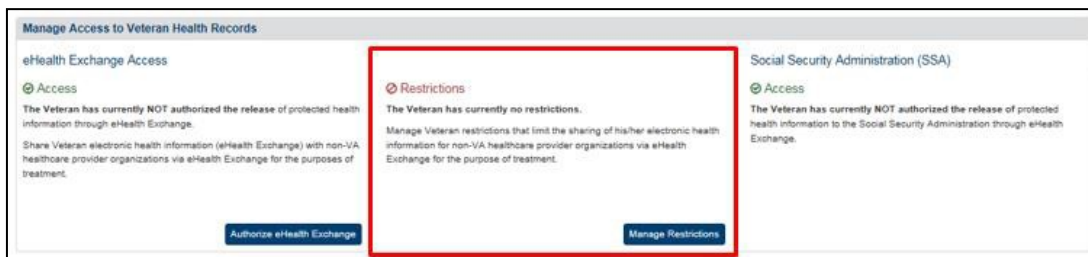 Manage Access to Veteran Health Records
eHealth Exchange Access
Access
The Veteran has currently NOT authorized the release of protected health
information through eHealth Exchange.
Share Veteran electronic health information (eHealth Exchange) with non-VA
healthcare provider organizations via eHealth Exchange for the purposes of
treatment.
Authorize eHealth Exchange
Restrictions
The Veteran has currently no restrictions.
Manage Veteran restrictions that limit the sharing of his/her electronic health
information for non-VA healthcare provider organizations via eHealth
Exchange for the purpose of treatment.
Manage Restrictions
Social Security Administration (SSA)
Access
The Veteran has currently NOT authorized the release of protected
health information to the Social Security Administration through eHealth
Exchange.